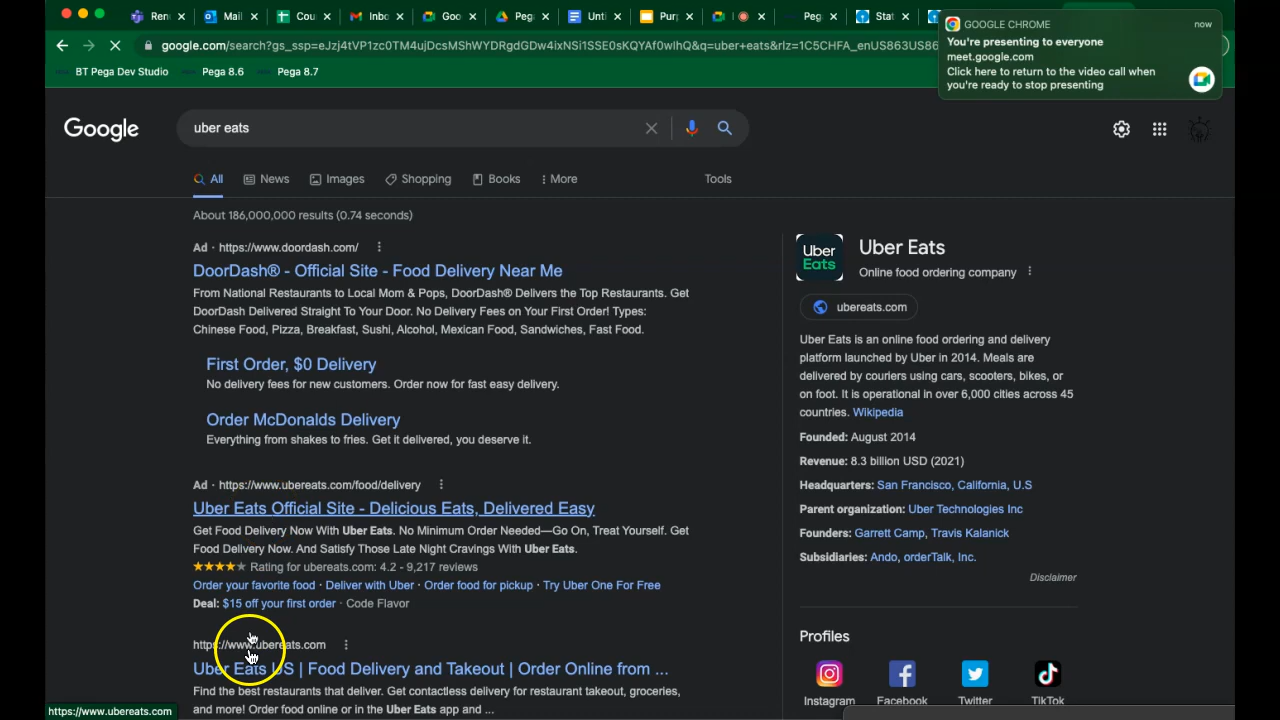 Ren
Mail
Cou
Inbo
Goo
Pega
Unti
Purp
Peg
Stat
google.com/search?gs_ssp=eJzj4tVP1zc0TM4ujDcsMShWYDRgdGDw4ixNSi1SSE0sKQYAf0wIhQ&q=uber+eats&rlz=1C5CHFA_enUS863US86
BT Pega Dev Studio
Pega 8.6
Pega 8.7
GOOGLE CHROME
now
You're presenting to everyone
meet.google.com
Click here to return to the video call when
you're ready to stop presenting
Google
uber eats
All
News
Images
Shopping
Books
More
Tools
About 186,000,000 results (0.74 seconds)
Ad · https://www.doordash.com/
DoorDash® - Official Site - Food Delivery Near Me
From National Restaurants to Local Mom & Pops, DoorDash® Delivers the Top Restaurants. Get
DoorDash Delivered Straight To Your Door. No Delivery Fees on Your First Order! Types:
Chinese Food, Pizza, Breakfast, Sushi, Alcohol, Mexican Food, Sandwiches, Fast Food.
First Order, $0 Delivery
No delivery fees for new customers. Order now for fast easy delivery.
Order McDonalds Delivery
Everything from shakes to fries. Get it delivered, you deserve it.
Ad · https://www.ubereats.com/food/delivery
Uber Eats Official Site - Delicious Eats, Delivered Easy
Get Food Delivery Now With Uber Eats. No Minimum Order Needed—Go On, Treat Yourself. Get
Food Delivery Now. And Satisfy Those Late Night Cravings With Uber Eats.
Rating for ubereats.com: 4.2 - 9,217 reviews
Order your favorite food · Deliver with Uber · Order food for pickup · Try Uber One For Free
Deal: $15 off your first order · Code Flavor
https://www.ubereats.com
Uber Eats US | Food Delivery and Takeout | Order Online from ...
Find the best restaurants that deliver. Get contactless delivery for restaurant takeout, groceries,
and more! Order food online or in the Uber Eats app and ...
Uber
Eats
Uber Eats
Online food ordering company
ubereats.com
Uber Eats is an online food ordering and delivery
platform launched by Uber in 2014. Meals are
delivered by couriers using cars, scooters, bikes, or
on foot. It is operational in over 6,000 cities across 45
countries. Wikipedia
Founded: August 2014
Revenue: 8.3 billion USD (2021)
Headquarters: San Francisco, California, U.S
Parent organization: Uber Technologies Inc
Founders: Garrett Camp, Travis Kalanick
Subsidiaries: Ando, orderTalk, Inc.
Disclaimer
Profiles
Instagram
Facebook
Twitter
TikTok
https://www.ubereats.com